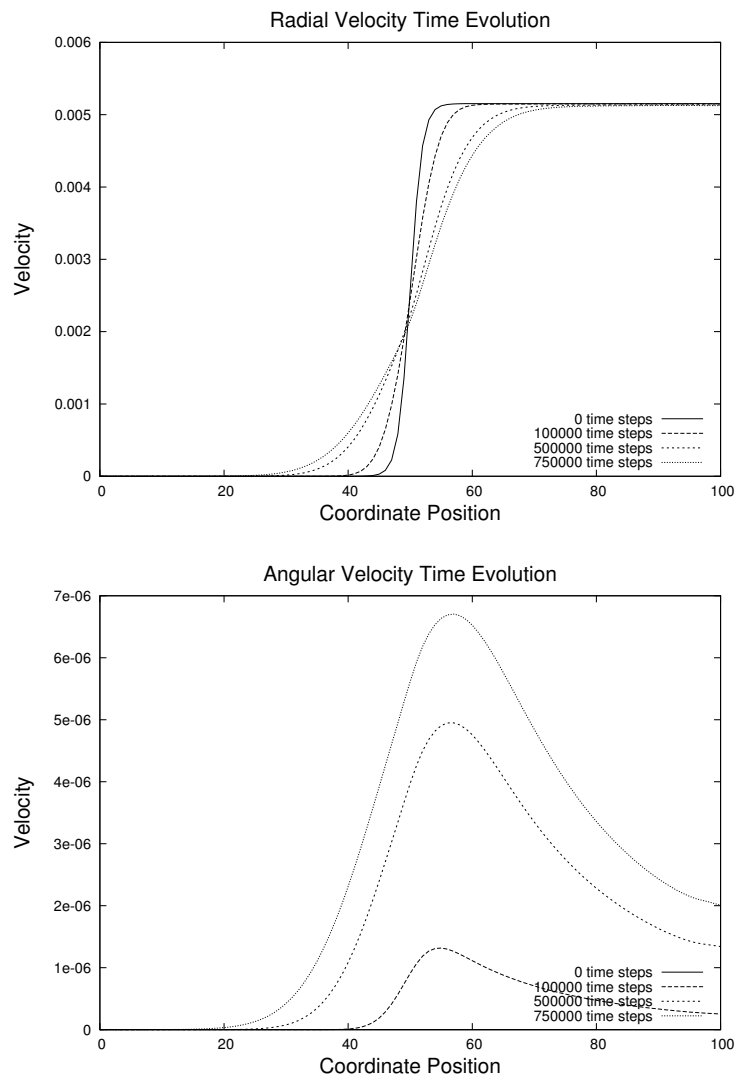 Radial Velocity Time Evolution
0.006
0.005
0.004
0.003
0.002
0.001
0
Velocity
0 time steps
100000 time steps
500000 time steps
750000 time steps
0 20 40 60 80 100
Coordinate Position
Angular Velocity Time Evolution
7e-06
6e-06
5e-06
4e-06
3e-06
2e-06
1e-06
0
Velocity
0 time steps
100000 time steps
500000 time steps
750000 time steps
0 20 40 60 80 100
Coordinate Position